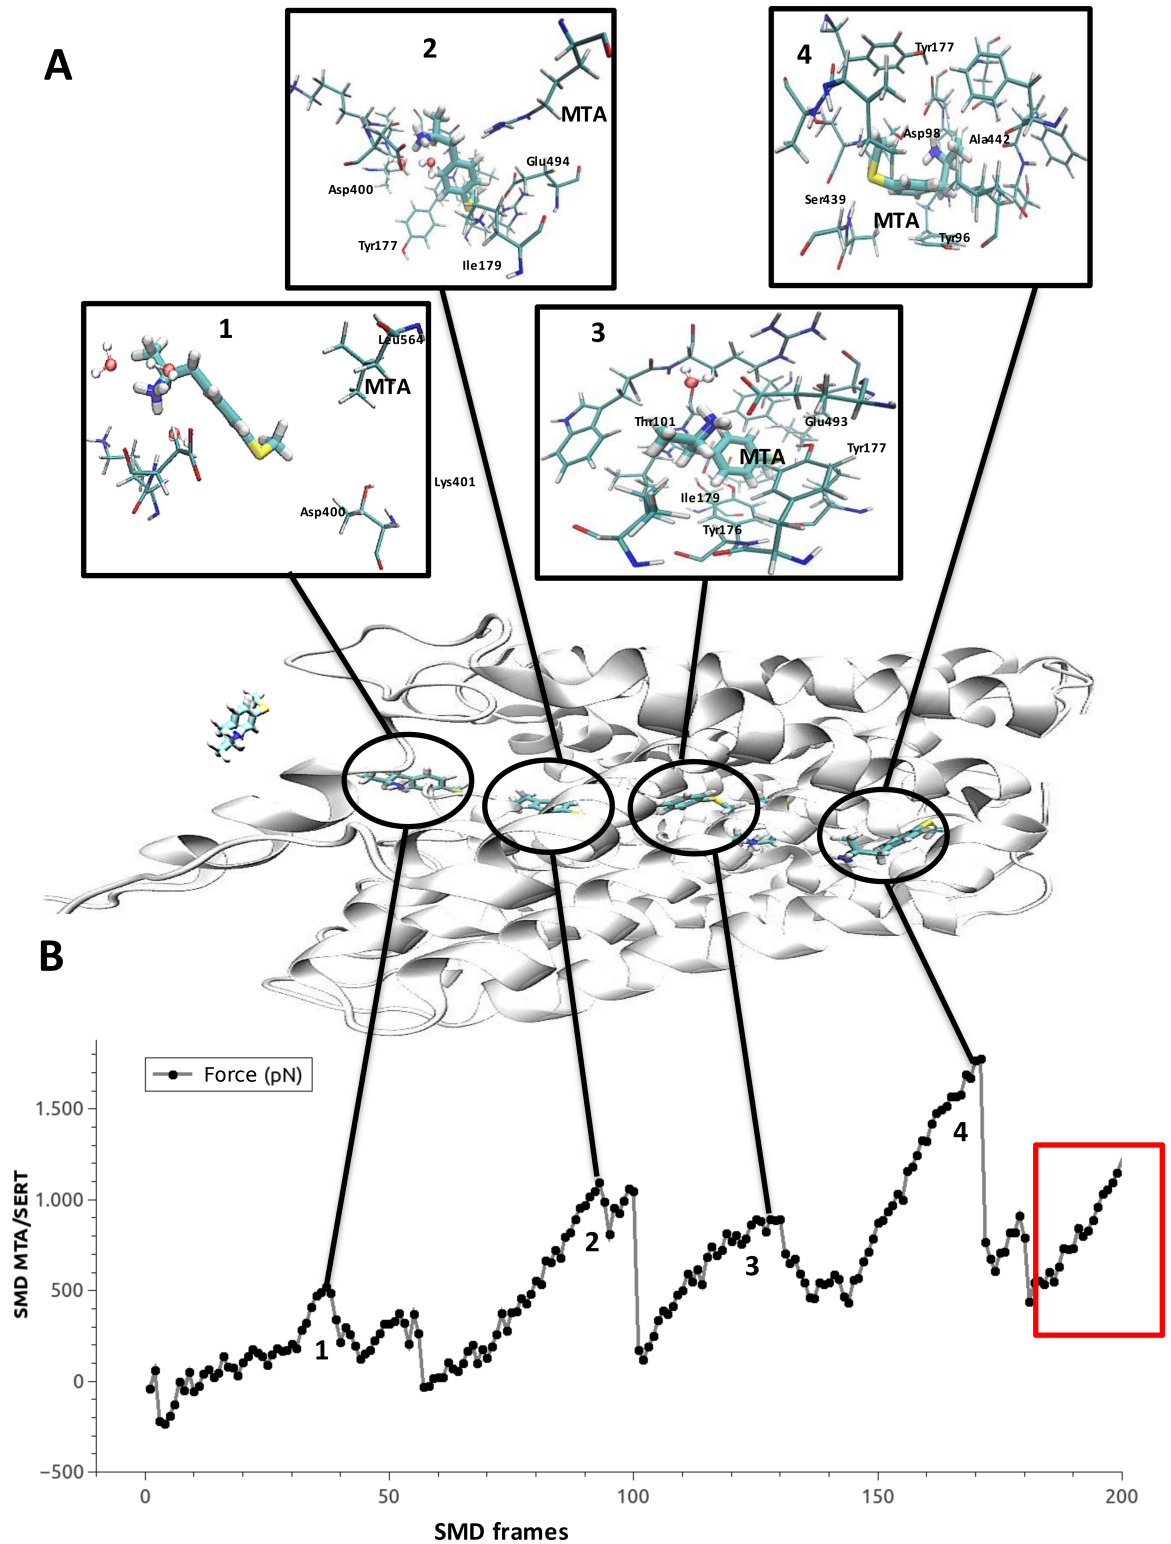 A
2
MTA
Asp400
Glu494
Tyr177
Ile179
4
Tyr177
Asp98
Ala442
Ser439
MTA
Tyr96
1
Leu564
MTA
Lys401
Asp400
3
Thr101
Glu493
MTA
Tyr177
Ile179
Tyr176
B
Force (pN)
SMD MTA/SERT
1.500
1.000
500
0
−500
1
2
3
4
0
50
100
150
200
SMD frames